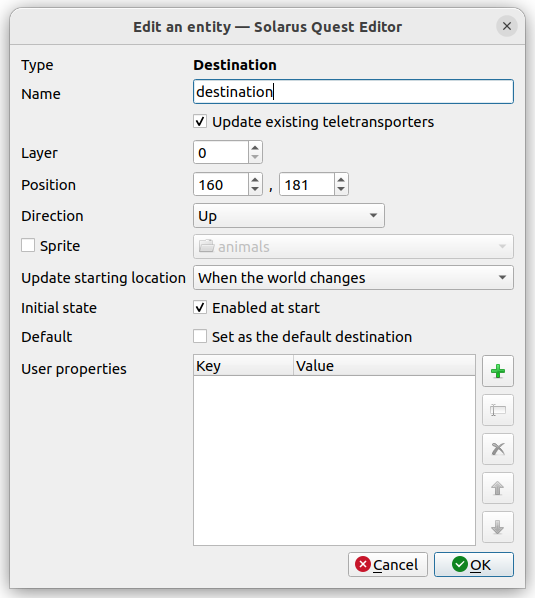 Edit an entity — Solarus Quest Editor
Type Destination
Name destination
Update existing teletransporters
Layer 0
Position 160 , 181
Direction Up
Sprite animals
Update starting location When the world changes
Initial state Enabled at start
Default Set as the default destination
User properties Key Value
Cancel OK